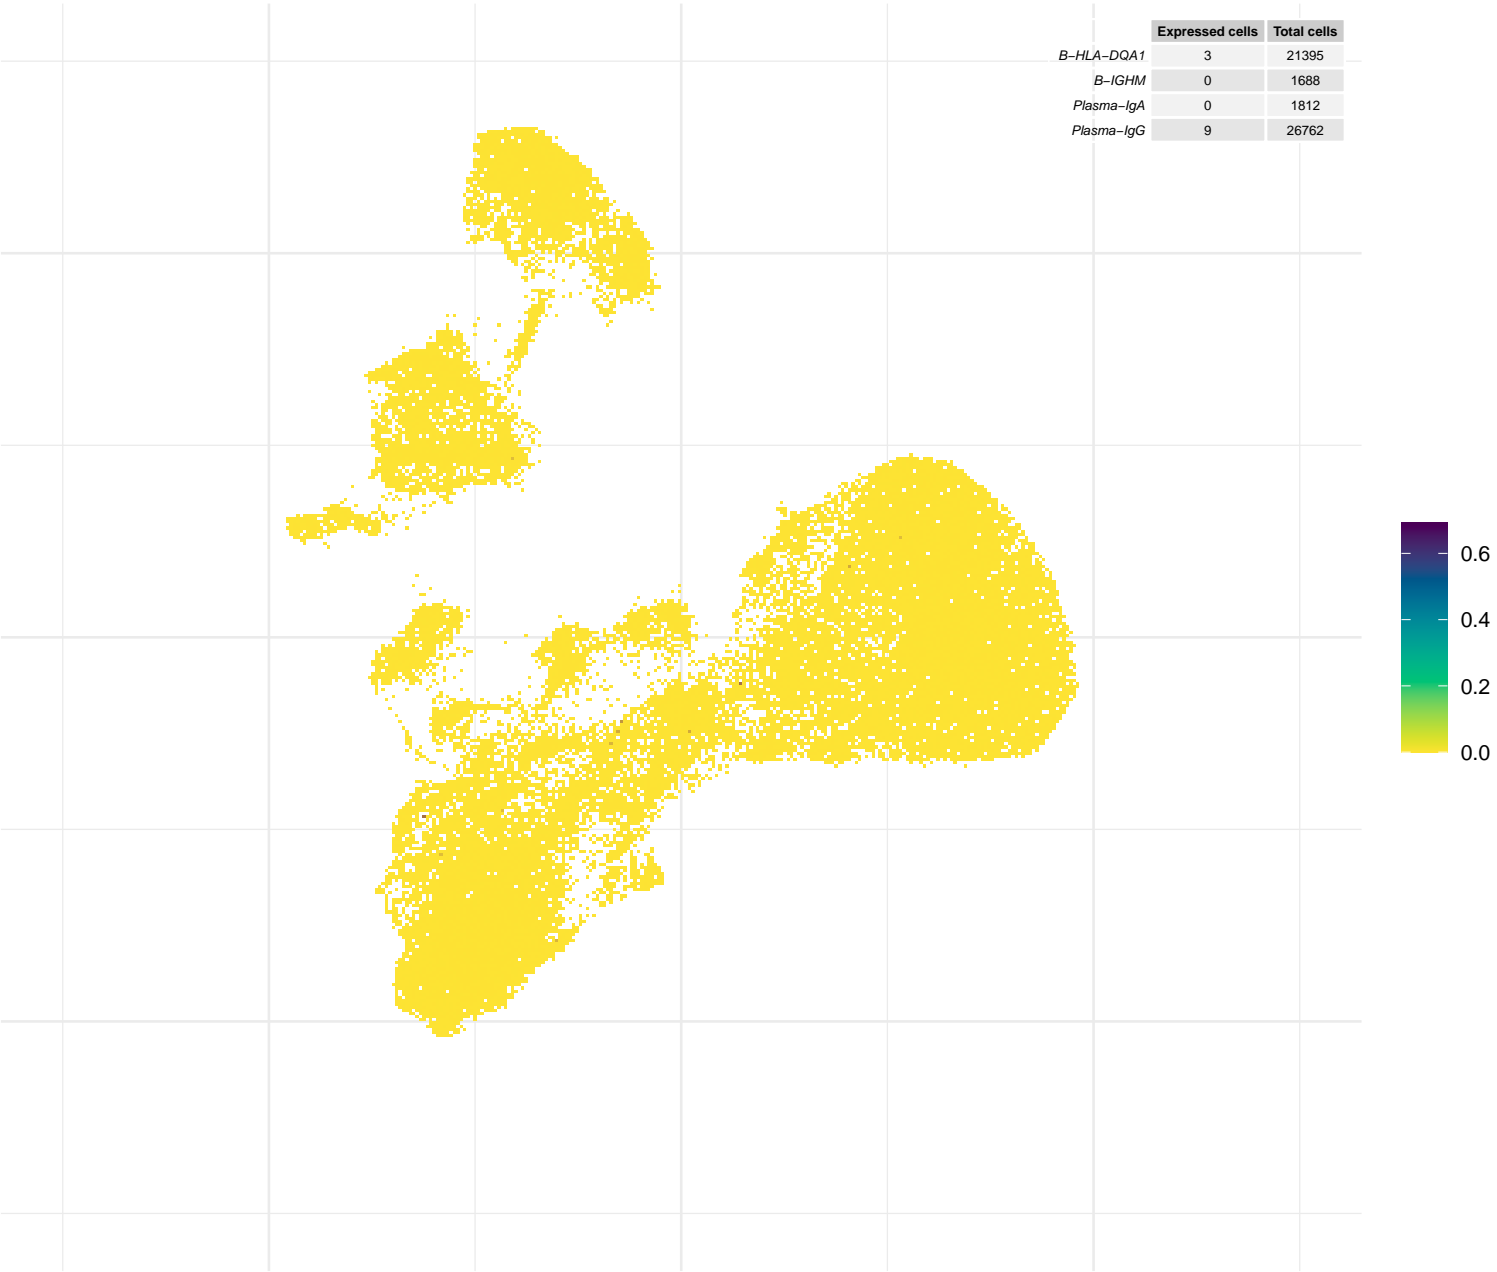 Expressed cells Total cells
B−HLA−DQA1 3 21395
B−IGHM 0 1688
Plasma−IgA 0 1812
Plasma−IgG 9 26762
0.6
0.4
0.2
0.0